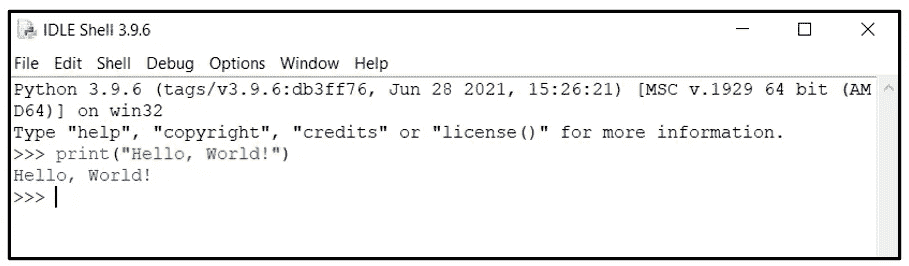 IDLE Shell 3.9.6
File Edit Shell Debug Options Window Help
Python 3.9.6 (tags/v3.9.6:db3ff76, Jun 28 2021, 15:26:21) [MSC v.1929 64 bit (AM
D64)] on win32
Type "help", "copyright", "credits" or "license()" for more information.
>>> print("Hello, World!")
Hello, World!
>>>